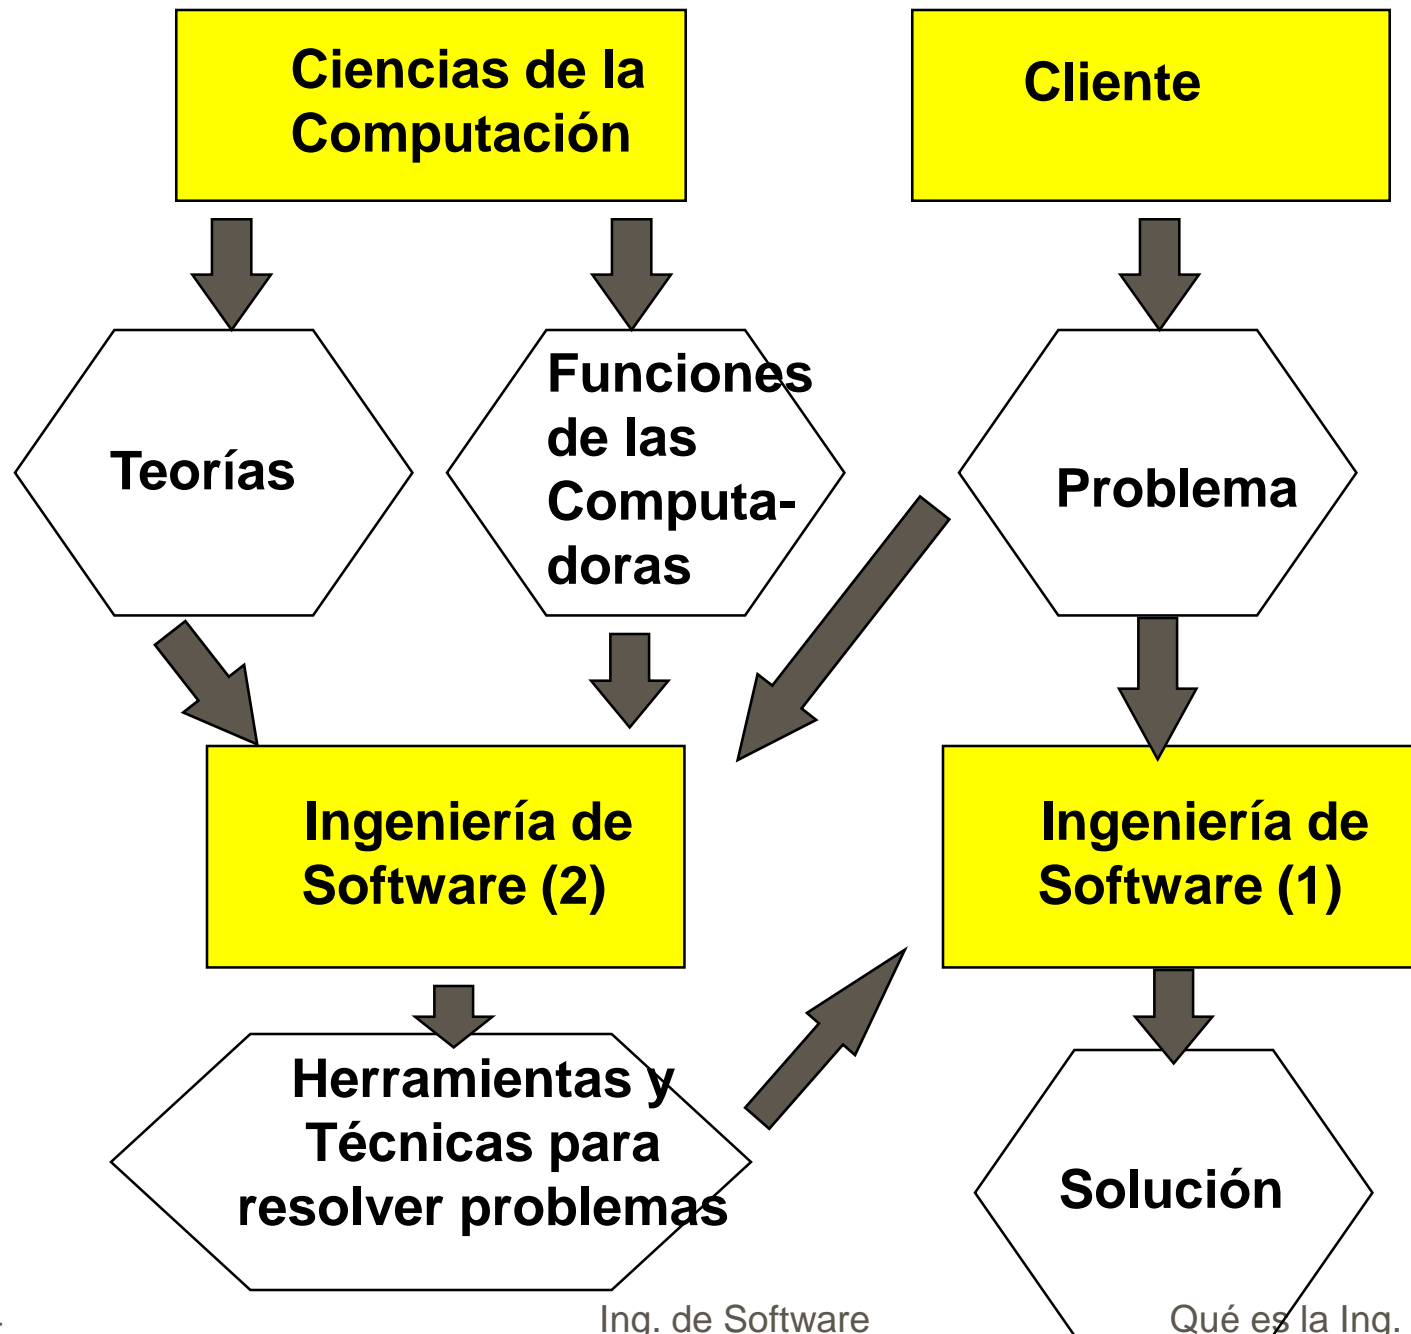 Ciencias de la
Computación
Cliente
Teorías
Funciones
de las
Computa-
doras
Problema
Ingeniería de
Software (2)
Ingeniería de
Software (1)
Herramientas y
Técnicas para
resolver problemas
Solución
Ing. de Software
Qué es la Ing.